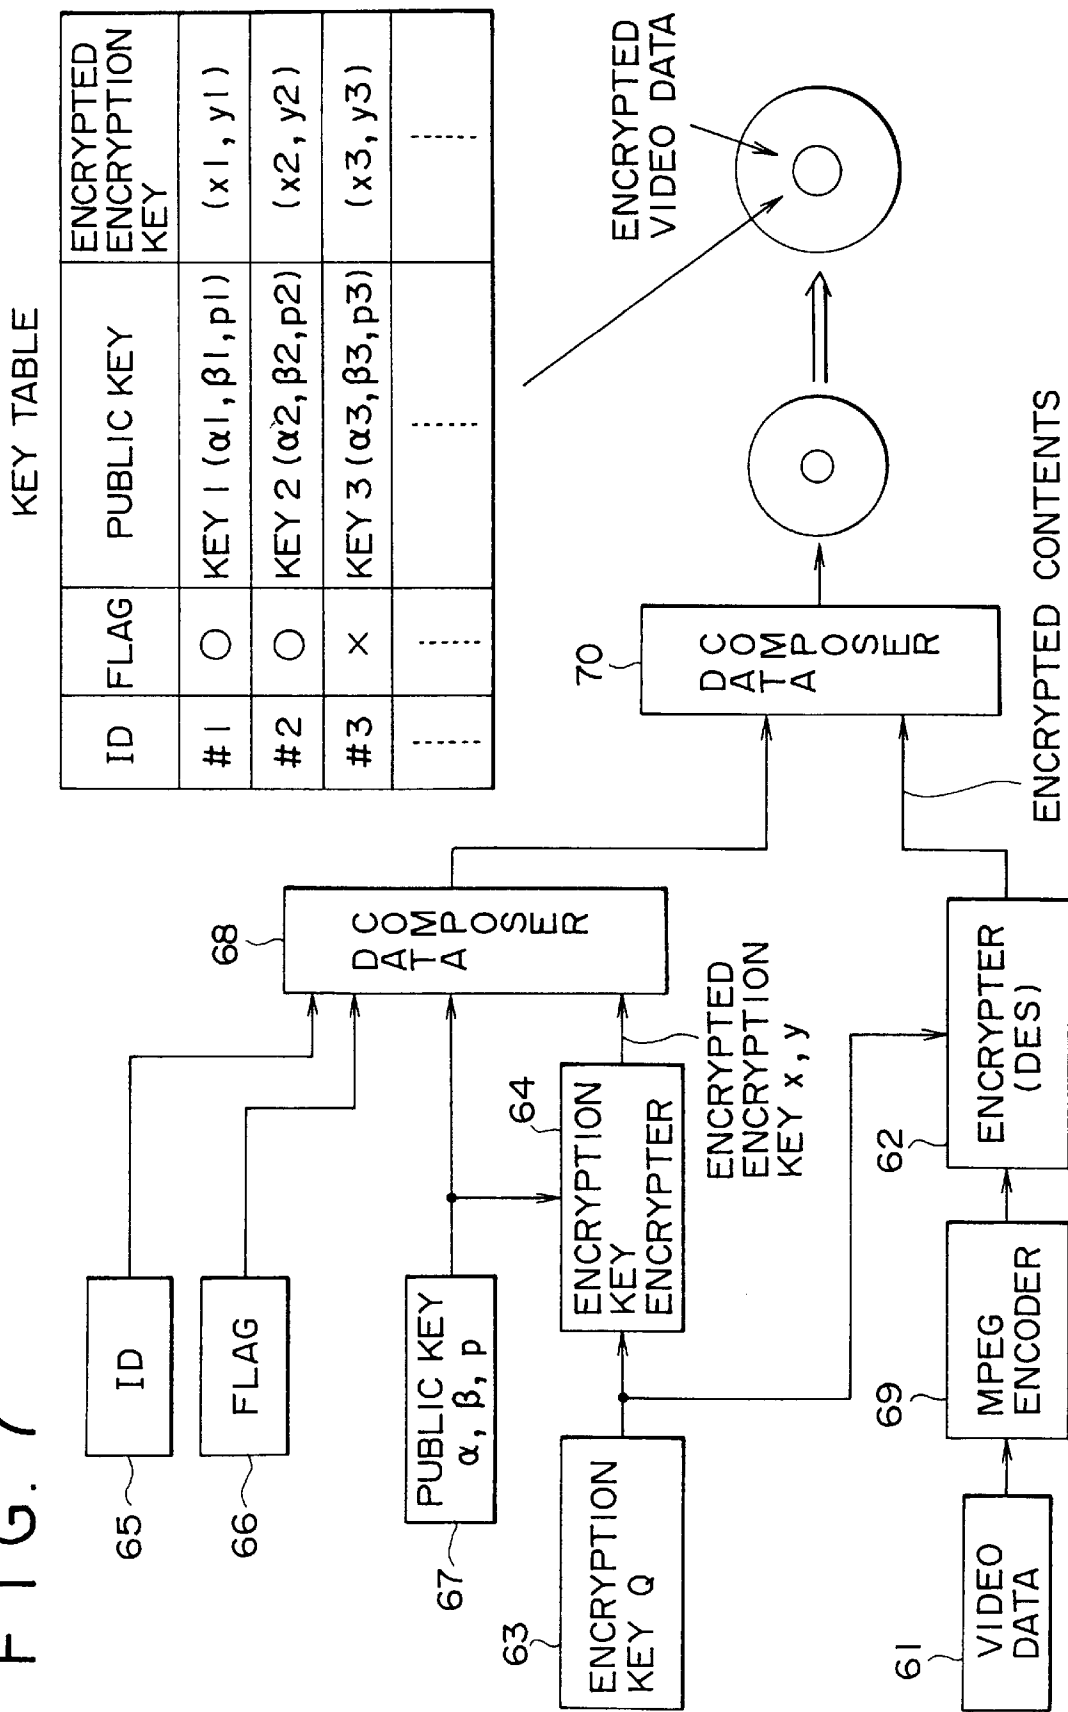 FIG. 7
KEY TABLE
ID
FLAG
PUBLIC KEY
ENCRYPTED
ENCRYPTION
KEY
#1
○
KEY 1 (α1, β1, p1)
(x1, y1)
#2
○
KEY 2 (α2, β2, p2)
(x2, y2)
#3
×
KEY 3 (α3, β3, p3)
(x3, y3)
65
ID
66
FLAG
67
PUBLIC KEY
α, β, p
63
ENCRYPTION
KEY Q
64
ENCRYPTION
KEY
ENCRYPTER
ENCRYPTED
ENCRYPTION
KEY x, y
68
DATA
COMPOSER
61
VIDEO
DATA
69
MPEG
ENCODER
62
ENCRYPTER
(DES)
ENCRYPTED CONTENTS
70
DATA
COMPOSER
ENCRYPTED
VIDEO DATA